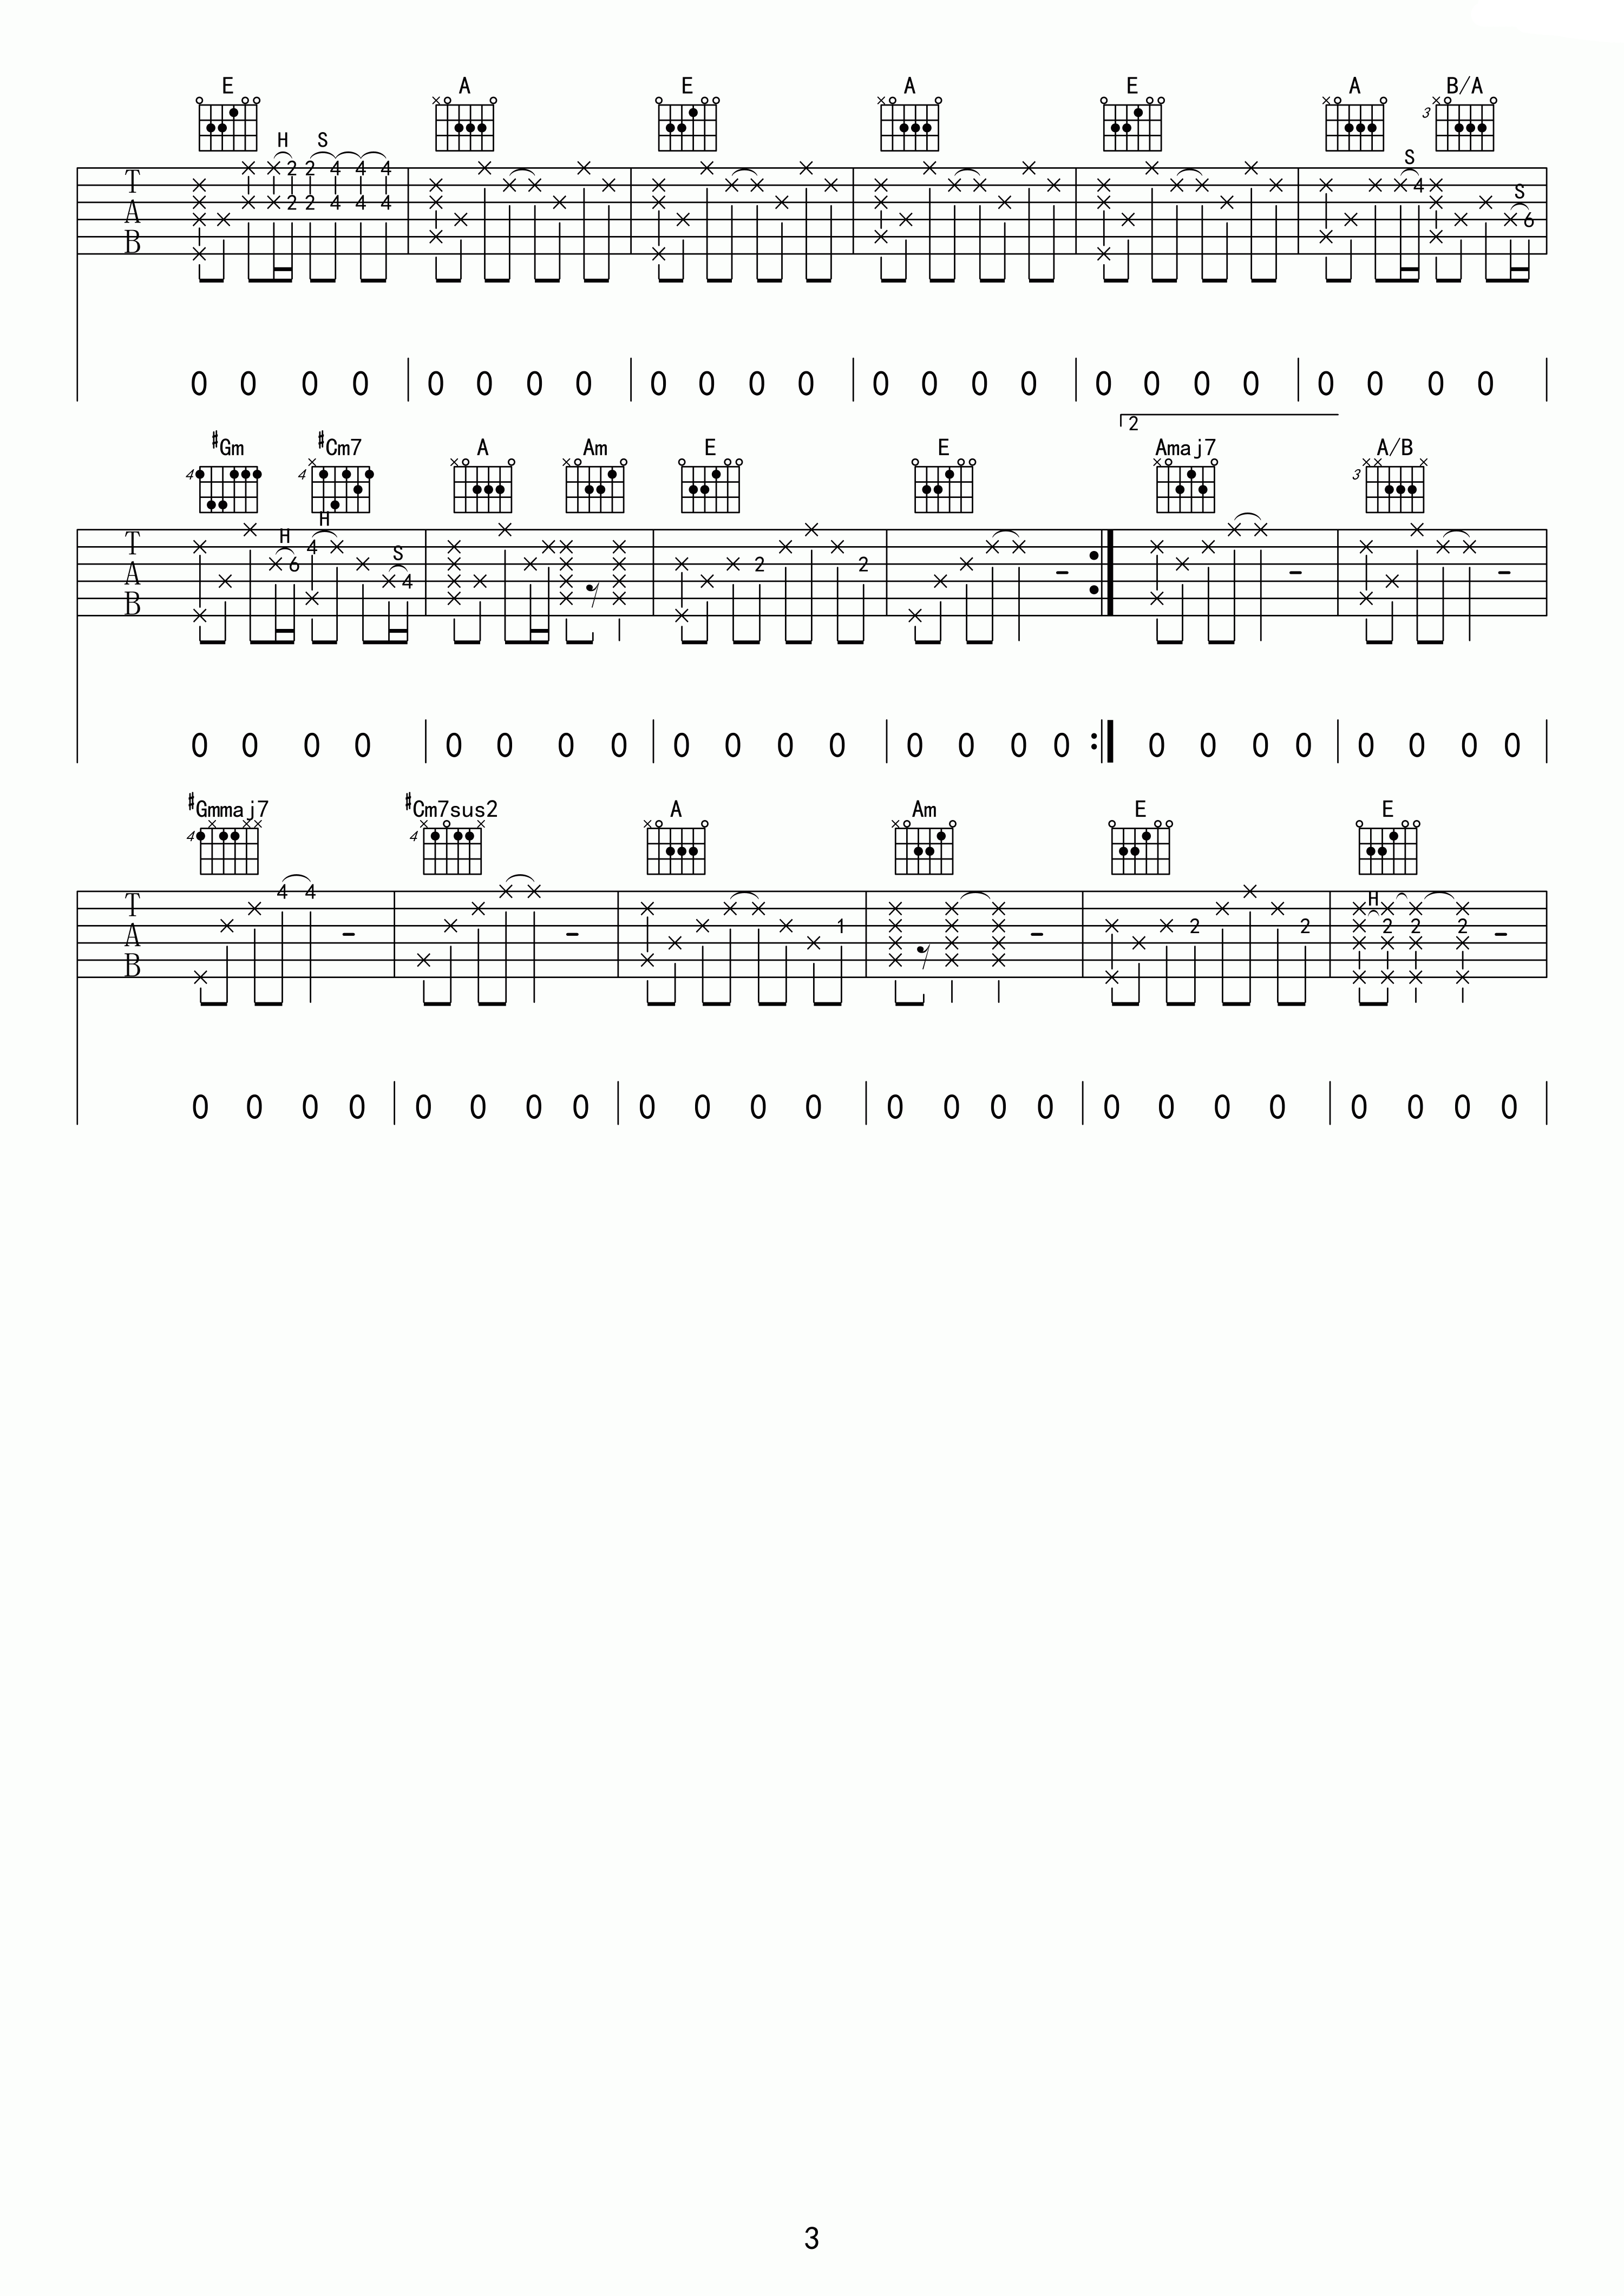 E A E A E A B/A
3
H S S S
T × 2 2 4 4 4 4
A 2 2 4 4 4 6
B
0 0 0 0 0 0 0 0 0 0 0 0 0 0 0 0 0 0 0 0 0 0 0 0
2
#Gm #Cm7 A Am E E Amaj7 A/B
4 4 3
H H S
T 4
A 6 4 2 2
B
0 0 0 0 0 0 0 0 0 0 0 0 0 0 0 0 0 0 0 0 0 0 0 0
#Gmmaj7 #Cm7sus2 A Am E E
4 4
H
T 4 4
A 1 2 2 2 2 2
B
0 0 0 0 0 0 0 0 0 0 0 0 0 0 0 0 0 0 0 0 0 0 0 0
3